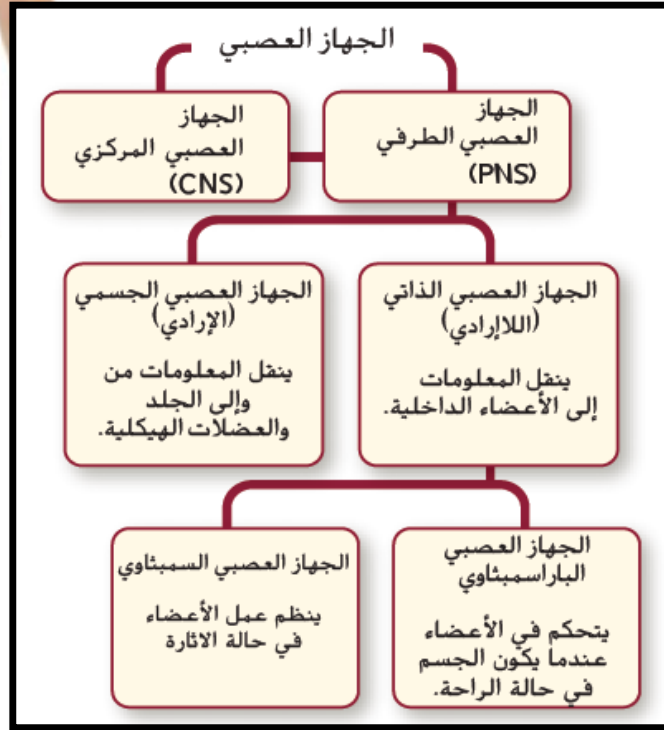 الجهاز العصبي
الجهاز
العصبي الطرفي
(PNS)
الجهاز
العصبي المركزي
(CNS)
الجهاز العصبي الذاتي
(اللاإرادي)
ينقل المعلومات
إلى الأعضاء الداخلية.
الجهاز العصبي الجسمي
(الإرادي)
ينقل المعلومات من
وإلى الجلد
والعضلات الهيكلية.
الجهاز العصبي
الباراسمبثاوي
يتحكم في الأعضاء
عندما يكون الجسم
في حالة الراحة.
الجهاز العصبي السمبثاوي
ينظم عمل الأعضاء
في حالة الاثارة